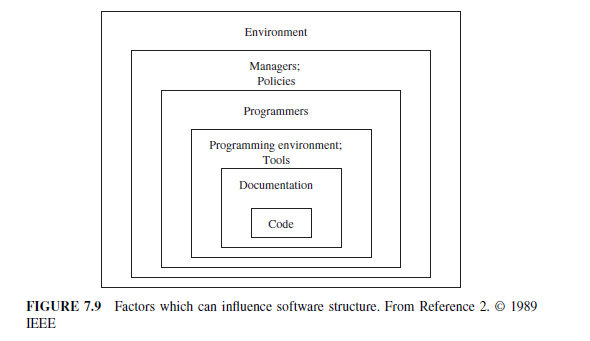 Environment
Managers;
Policies
Programmers
Programming environment;
Tools
Documentation
Code
FIGURE 7.9 Factors which can influence software structure. From Reference 2. © 1989
IEEE